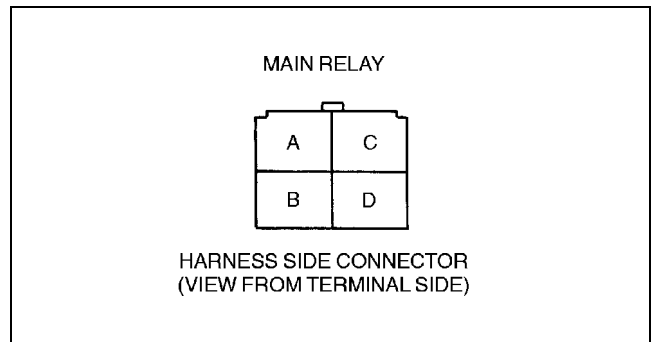 MAIN RELAY
A C
B D
HARNESS SIDE CONNECTOR
(VIEW FROM TERMINAL SIDE)